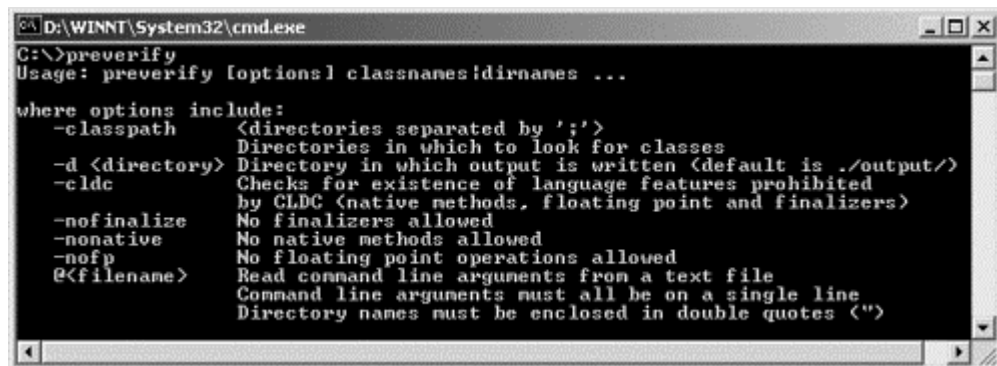 D:\WINNT\System32\cmd.exe
C:\>preverify
Usage: preverify [options] classnames|dirnames ...
where options include:
-classpath <directories separated by ';'>
Directories in which to look for classes
-d <directory> Directory in which output is written (default is ./output/)
-cldc Checks for existence of language features prohibited
by CLDC (native methods, floating point and finalizers)
-nofinalize No finalizers allowed
-nonative No native methods allowed
-nofp No floating point operations allowed
@<filename> Read command line arguments from a text file
Command line arguments must all be on a single line
Directory names must be enclosed in double quotes (")